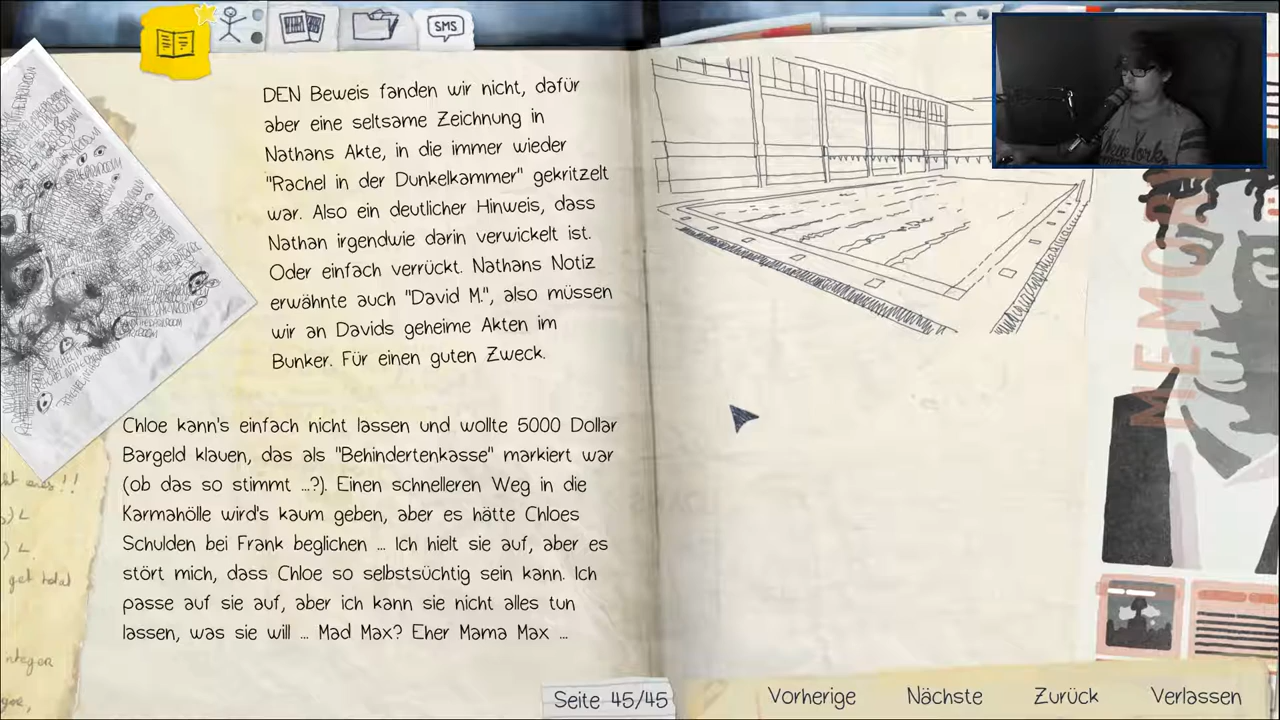 SMS
DEN Beweis fanden wir nicht, dafür
aber eine seltsame Zeichnung in
Nathans Akte, in die immer wieder
"Rachel in der Dunkelkammer" gekritzelt
war. Also ein deutlicher Hinweis, dass
Nathan irgendwie darin verwickelt ist.
Oder einfach verrückt. Nathans Notiz
erwähnte auch "David M.", also müssen
wir an Davids geheime Akten im
Bunker. Für einen guten Zweck.
Chloe kann's einfach nicht lassen und wollte 5000 Dollar
Bargeld klauen, das als "Behindertenkasse" markiert war
(ob das so stimmt ...?). Einen schnelleren Weg in die
Karmahölle wird's kaum geben, aber es hätte Chloes
Schulden bei Frank beglichen ... Ich hielt sie auf, aber es
stört mich, dass Chloe so selbstsüchtig sein kann. Ich
passe auf sie auf, aber ich kann sie nicht alles tun
lassen, was sie will ... Mad Max? Eher Mama Max ...
New York
MEMOR
Seite 45/45
Vorherige
Nächste
Zurück
Verlassen